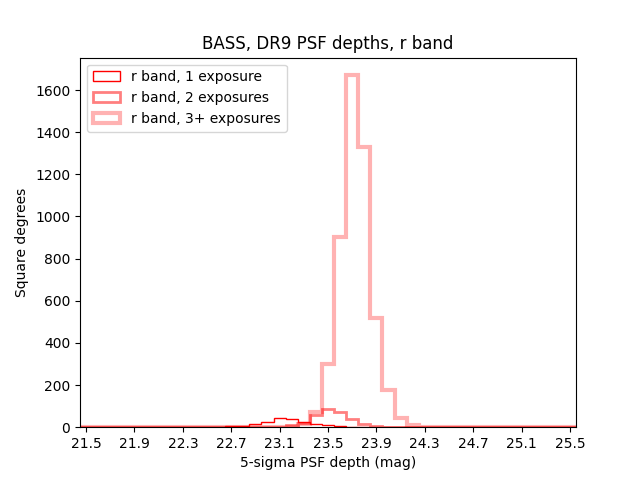 BASS, DR9 PSF depths, r band
r band, 1 exposure
r band, 2 exposures
r band, 3+ exposures
1600
1400
1200
1000
800
600
400
200
0
Square degrees
21.5 21.9 22.3 22.7 23.1 23.5 23.9 24.3 24.7 25.1 25.5
5-sigma PSF depth (mag)